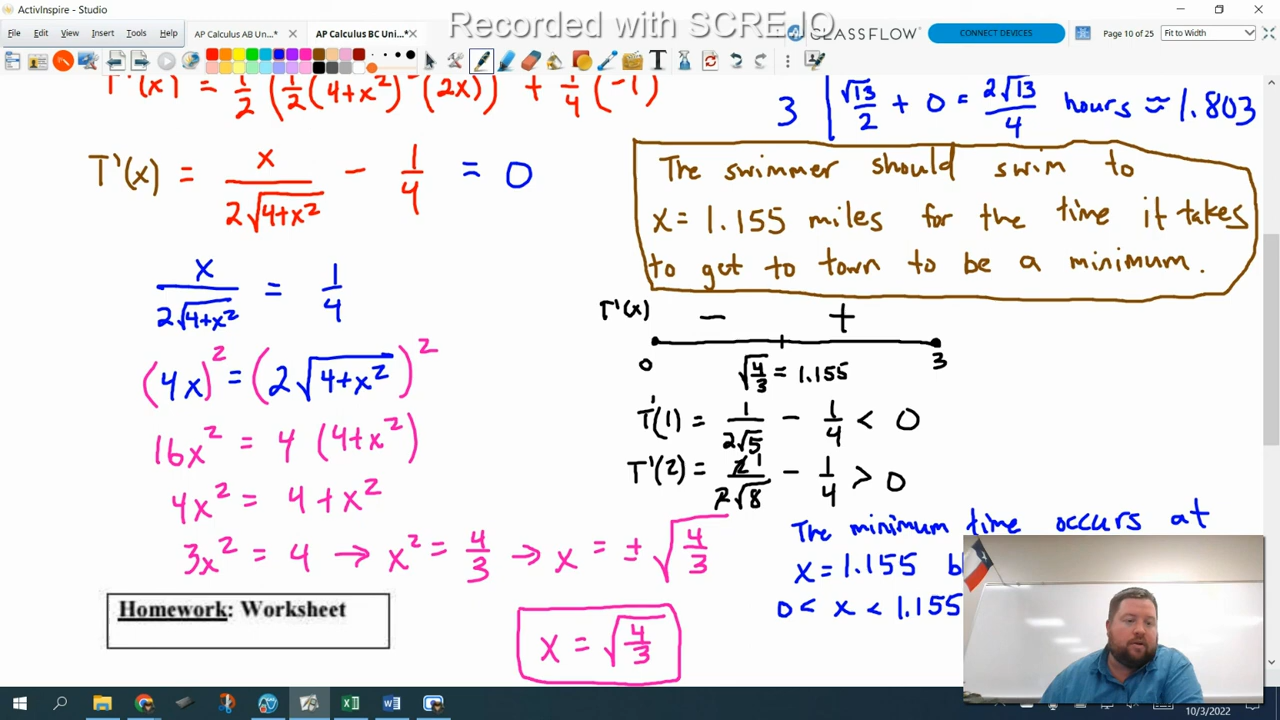 ActivInspire - Studio
Recorded with SCRE.IO
File Edit View Insert Tools Help
AP Calculus AB Un...*
AP Calculus BC Uni...*
CLASSFLOW
CONNECT DEVICES
Page 10 of 25
Fit to Width
T'(x) = 1/2 (1/2(4+x²)⁻ (2x)) + 1/4 (-1)
T'(x) = x/(2√(4+x²)) - 1/4 = 0
x/(2√(4+x²)) = 1/4
(4x)² = (2√(4+x²))²
16x² = 4 (4+x²)
4x² = 4 + x²
3x² = 4 → x² = 4/3 → x = ± √(4/3)
x = √(4/3)
Homework: Worksheet
3 | √13/2 + 0 = 2√13/4 hours ≈ 1.803
The swimmer should swim to
x = 1.155 miles for the time it takes
to get to town to be a minimum.
T'(x) − +
0 √(4/3) = 1.155 3
T'(1) = 1/(2√5) - 1/4 < 0
T'(2) = 2 1/(2√8) - 1/4 > 0
The minimum time occurs at
x = 1.155 b
0 < x < 1.155
10/3/2022